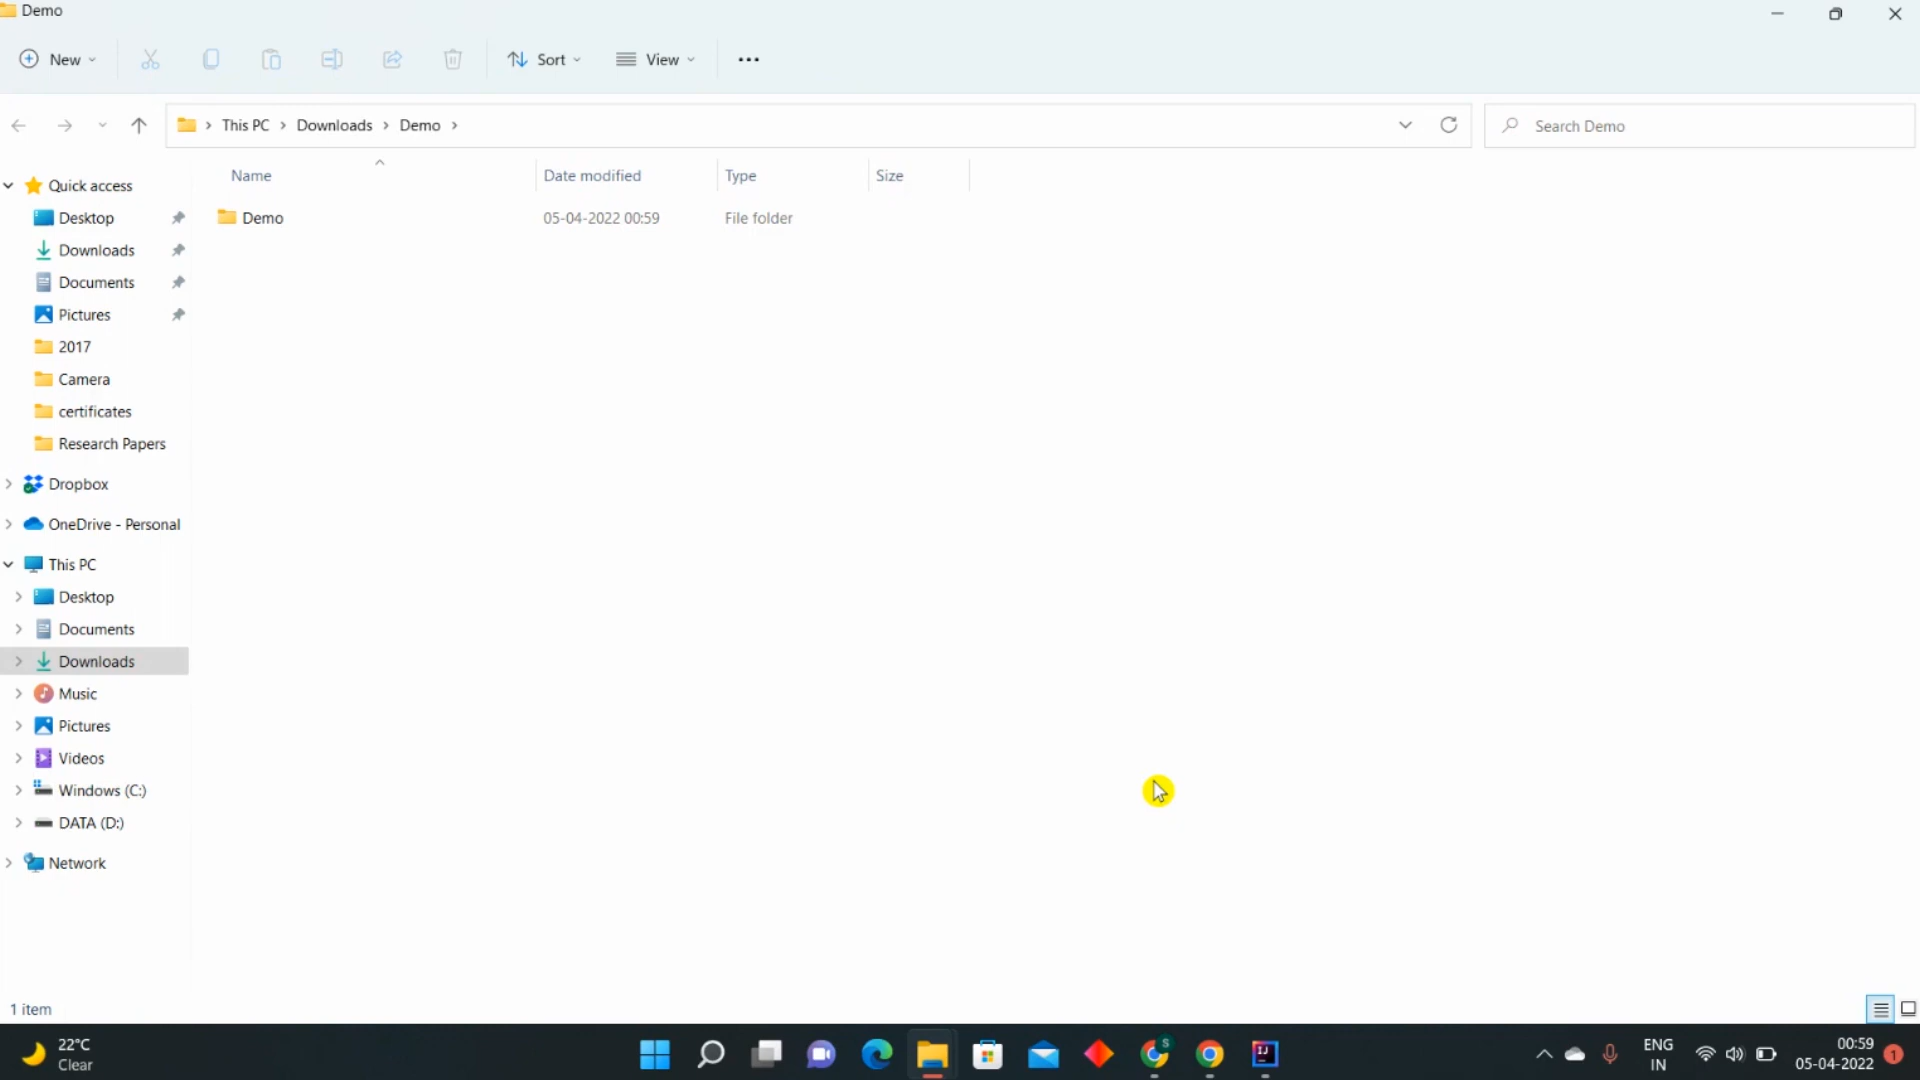 Demo
New
Sort
View
This PC
Downloads
Demo
Search Demo
Name
Date modified
Type
Size
Demo
05-04-2022 00:59
File folder
Quick access
Desktop
Downloads
Documents
Pictures
2017
Camera
certificates
Research Papers
Dropbox
OneDrive - Personal
This PC
Desktop
Documents
Downloads
Music
Pictures
Videos
Windows (C:)
DATA (D:)
Network
1 item
22°C
Clear
S
IJ
ENG
IN
00:59
05-04-2022
1